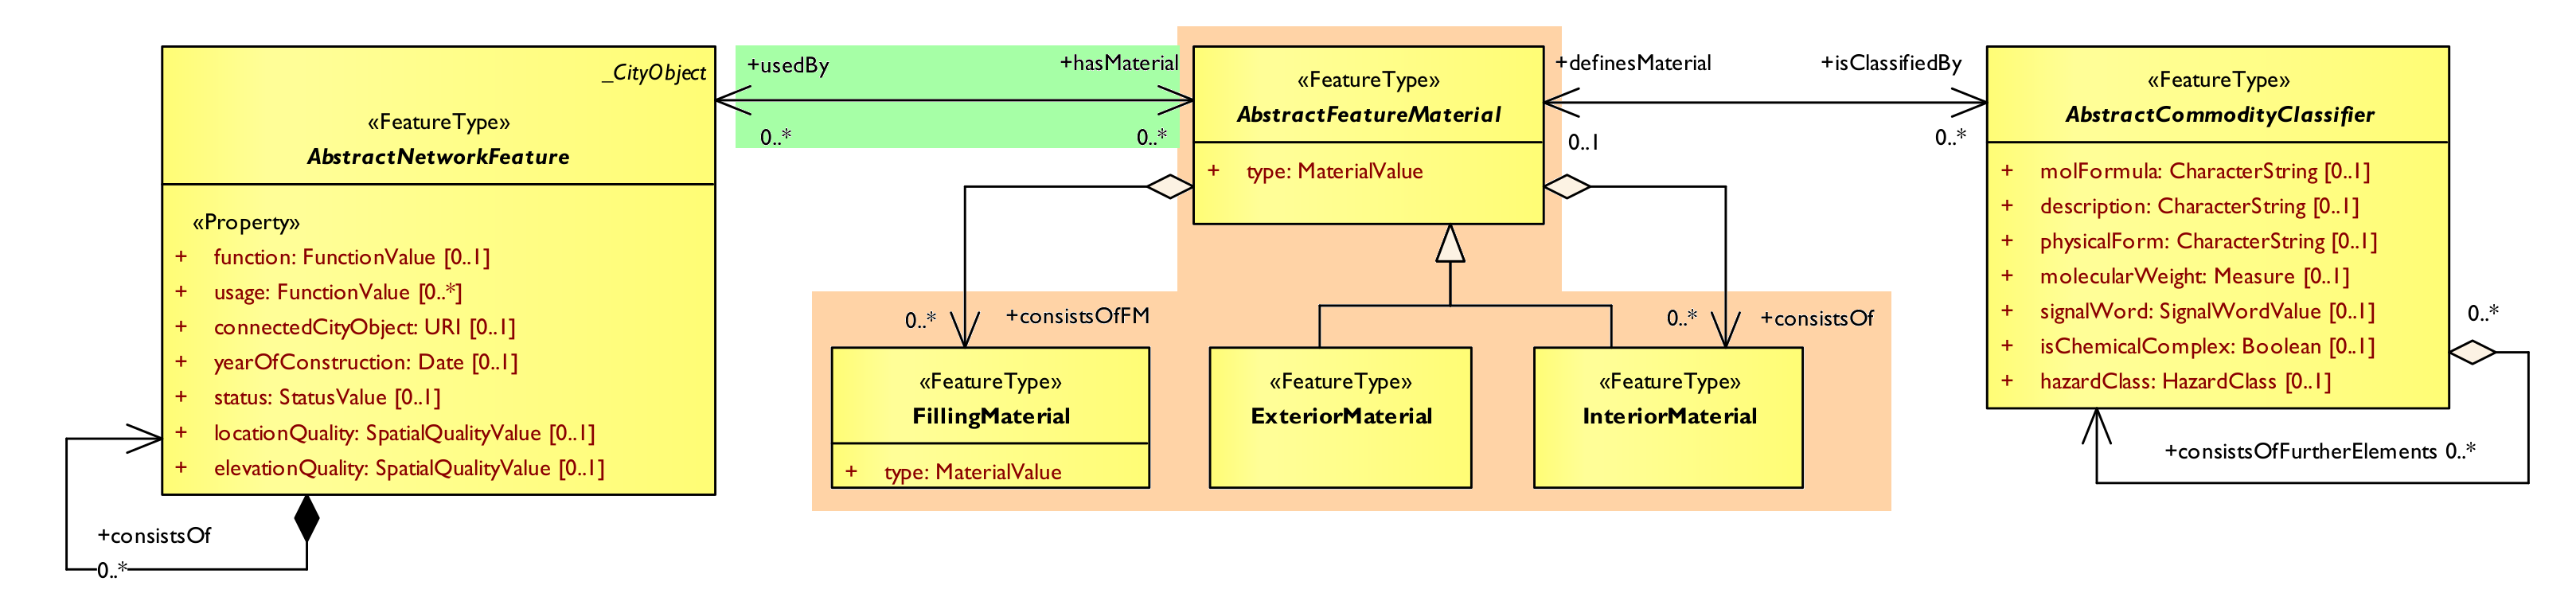 _CityObject
«FeatureType»
AbstractNetworkFeature
«Property»
+ function: FunctionValue [0..1]
+ usage: FunctionValue [0..*]
+ connectedCityObject: URI [0..1]
+ yearOfConstruction: Date [0..1]
+ status: StatusValue [0..1]
+ locationQuality: SpatialQualityValue [0..1]
+ elevationQuality: SpatialQualityValue [0..1]
+consistsOf
0..*
+usedBy
+hasMaterial
0..*
0..*
«FeatureType»
AbstractFeatureMaterial
+ type: MaterialValue
+definesMaterial
+isClassifiedBy
0..1
0..*
0..*
+consistsOfFM
0..*
+consistsOf
«FeatureType»
FillingMaterial
+ type: MaterialValue
«FeatureType»
ExteriorMaterial
«FeatureType»
InteriorMaterial
«FeatureType»
AbstractCommodityClassifier
+ molFormula: CharacterString [0..1]
+ description: CharacterString [0..1]
+ physicalForm: CharacterString [0..1]
+ molecularWeight: Measure [0..1]
+ signalWord: SignalWordValue [0..1]
+ isChemicalComplex: Boolean [0..1]
+ hazardClass: HazardClass [0..1]
0..*
+consistsOfFurtherElements 0..*